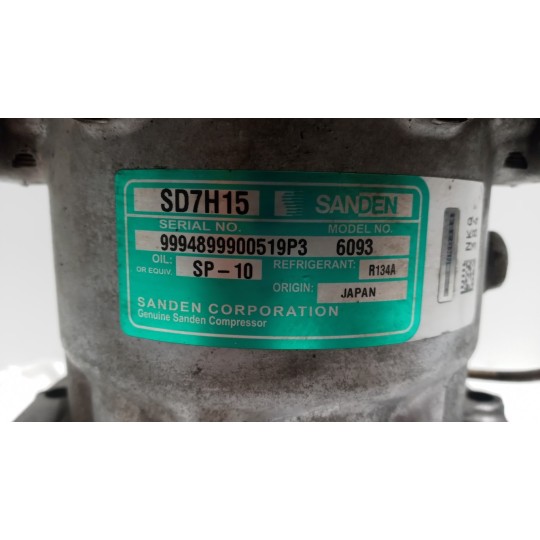 SD7H15 SANDEN
SERIAL NO. MODEL NO.
9994899900519P3 6093
OIL: OR EQUIV. SP-10 REFRIGERANT: R134A
ORIGIN: JAPAN
SANDEN CORPORATION
Genuine Sanden Compressor